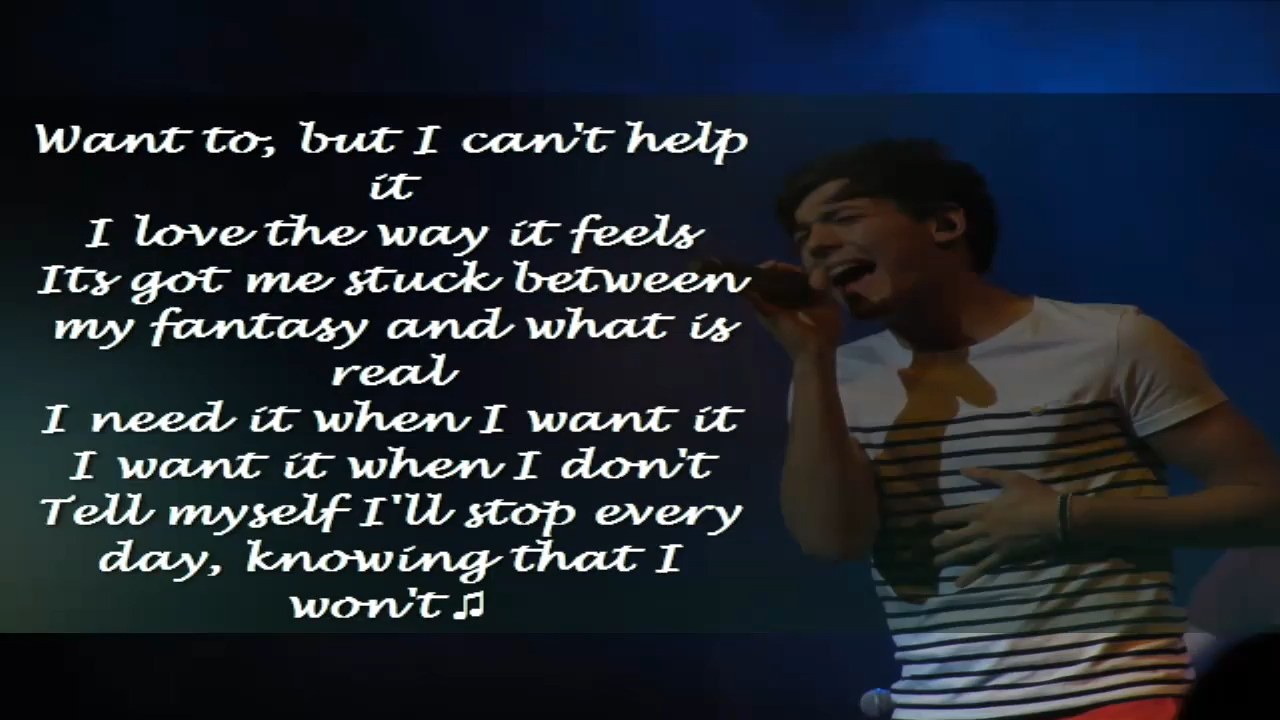 Want to, but I can't help
it
I love the way it feels
Its got me stuck between
my fantasy and what is
real
I need it when I want it
I want it when I don't
Tell myself I'll stop every
day, knowing that I
won't ♫